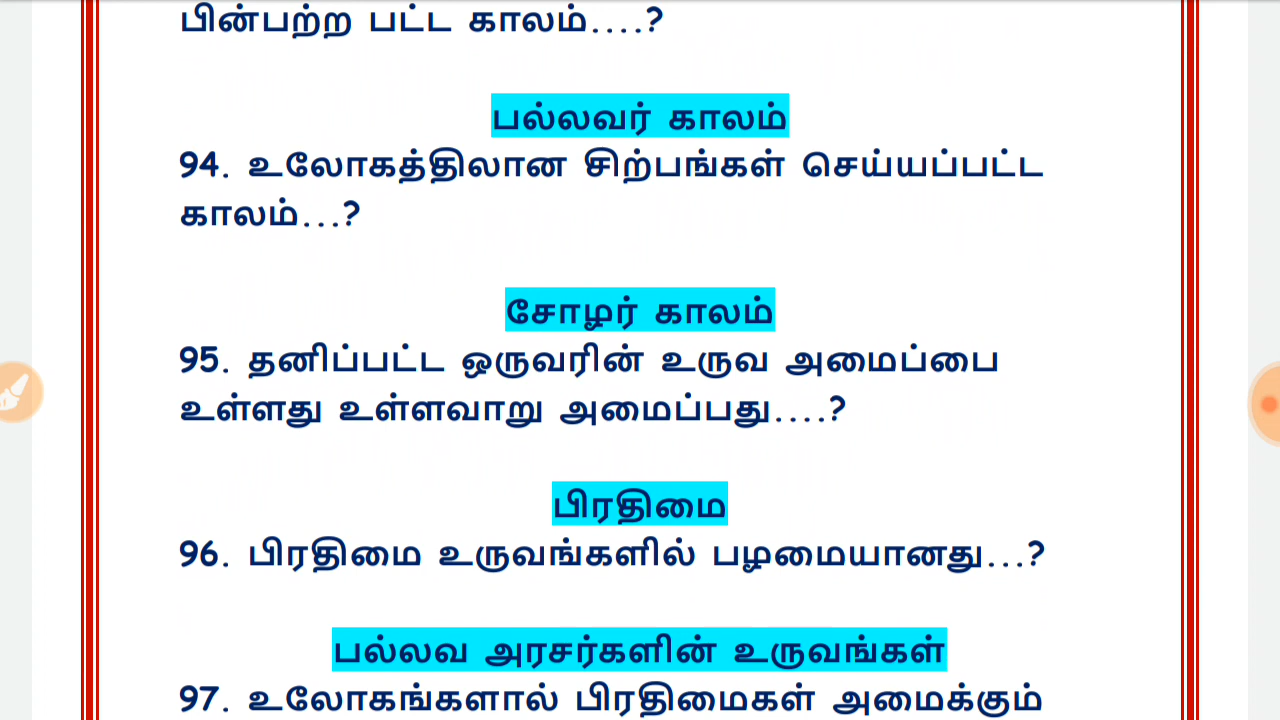 பின்பற்ற பட்ட காலம்....?
பல்லவர் காலம்
94. உலோகத்திலான சிற்பங்கள் செய்யப்பட்ட
காலம்...?
சோழர் காலம்
95. தனிப்பட்ட ஒருவரின் உருவ அமைப்பை
உள்ளது உள்ளவாறு அமைப்பது....?
பிரதிமை
96. பிரதிமை உருவங்களில் பழமையானது...?
பல்லவ அரசர்களின் உருவங்கள்
97. உலோகங்களால் பிரதிமைகள் அமைக்கும்